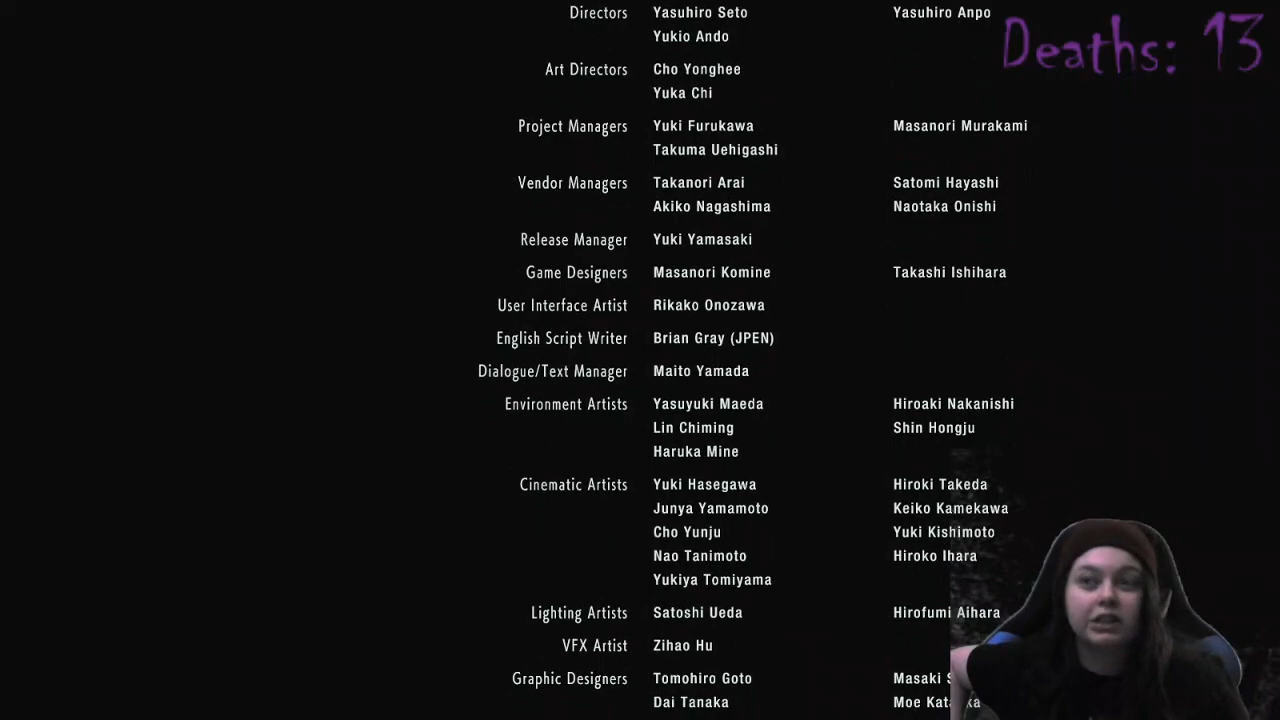 Directors Yasuhiro Seto Yasuhiro Anpo
Yukio Ando
Deaths: 13
Art Directors Cho Yonghee
Yuka Chi
Project Managers Yuki Furukawa Masanori Murakami
Takuma Uehigashi
Vendor Managers Takanori Arai Satomi Hayashi
Akiko Nagashima Naotaka Onishi
Release Manager Yuki Yamasaki
Game Designers Masanori Komine Takashi Ishihara
User Interface Artist Rikako Onozawa
English Script Writer Brian Gray (JPEN)
Dialogue/Text Manager Maito Yamada
Environment Artists Yasuyuki Maeda Hiroaki Nakanishi
Lin Chiming Shin Hongju
Haruka Mine
Cinematic Artists Yuki Hasegawa Hiroki Takeda
Junya Yamamoto Keiko Kamekawa
Cho Yunju Yuki Kishimoto
Nao Tanimoto Hiroko Ihara
Yukiya Tomiyama
Lighting Artists Satoshi Ueda Hirofumi Aihara
VFX Artist Zihao Hu
Graphic Designers Tomohiro Goto Masaki
Dai Tanaka Moe